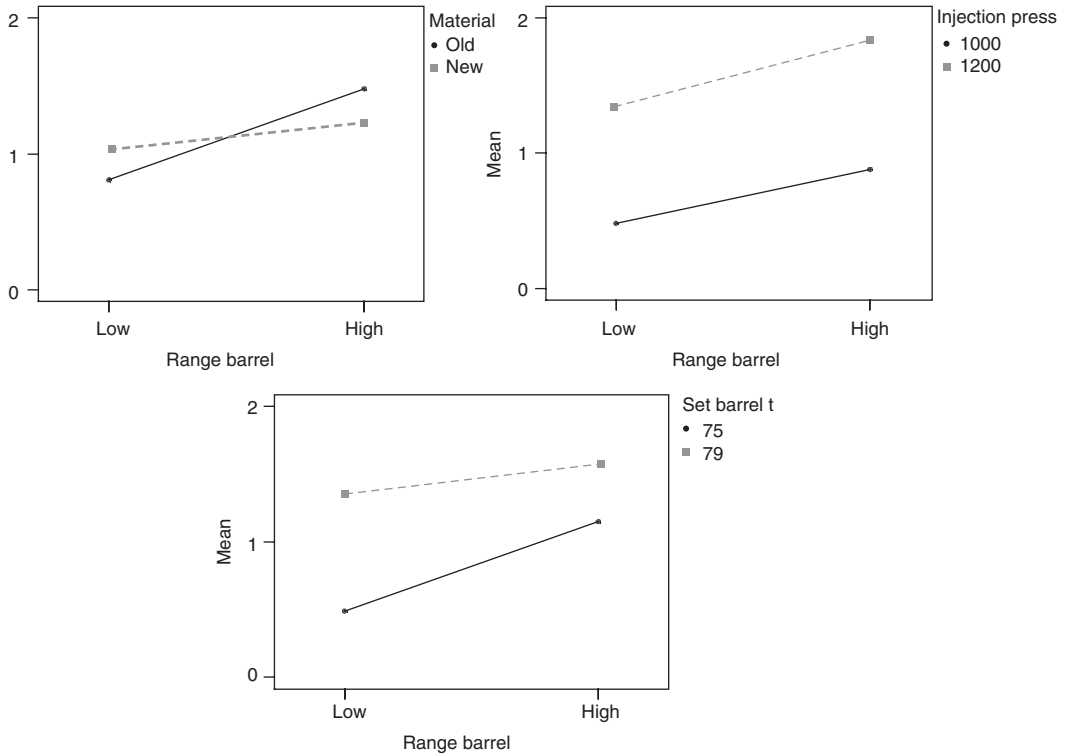 2
1
0
Low
High
Range barrel
Material
Old
New
2
1
0
Mean
Low
High
Range barrel
Injection press
1000
1200
2
1
0
Mean
Low
High
Range barrel
Set barrel t
75
79